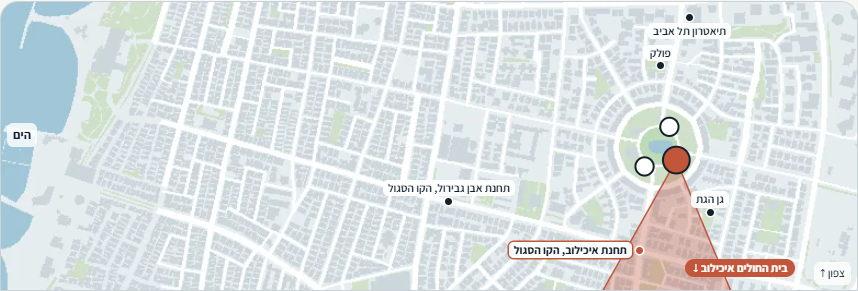 תיאטרון תל אביב
פולק
הים
תחנת אבן גבירול, הקו הסגול
גן הגת
תחנת איכילוב, הקו הסגול
בית החולים איכילוב ↓
צפון ↑